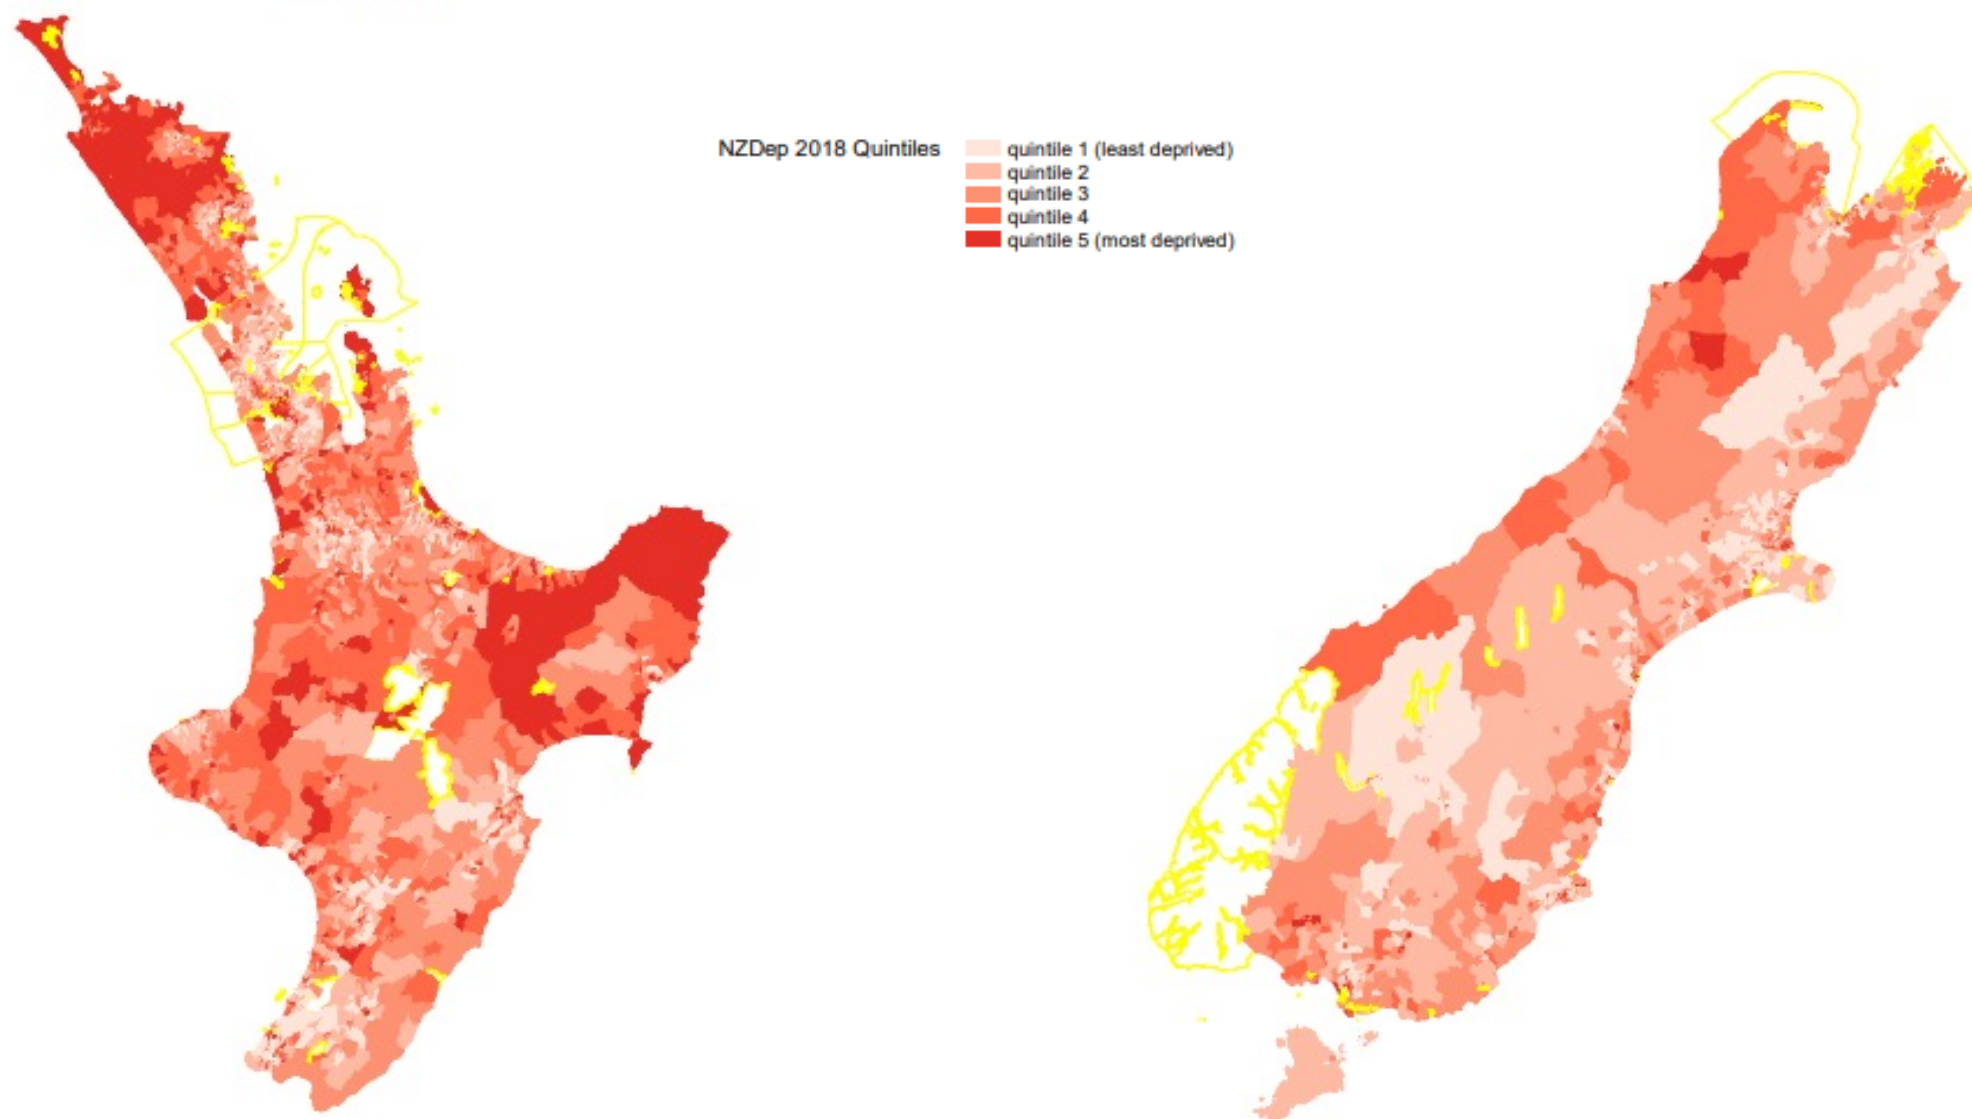 NZDep 2018 Quintiles
quintile 1 (least deprived)
quintile 2
quintile 3
quintile 4
quintile 5 (most deprived)